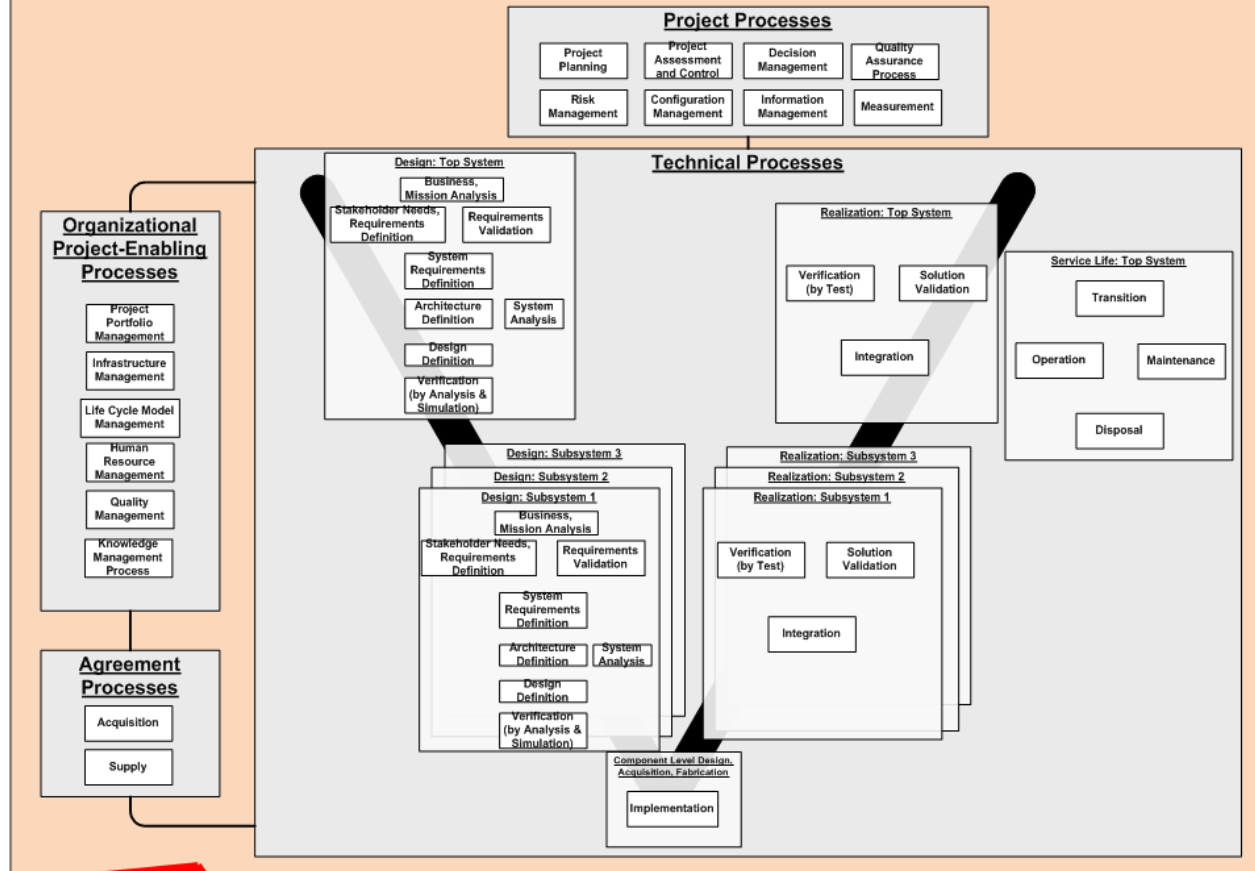 Project Processes
Project
Planning
Project
Assessment
and Control
Decision
Management
Quality
Assurance
Process
Risk
Management
Configuration
Management
Information
Management
Measurement
Technical Processes
Design: Top System
Business,
Mission Analysis
Stakeholder Needs,
Requirements
Definition
Requirements
Validation
System
Requirements
Definition
Architecture
Definition
System
Analysis
Design
Definition
Verification
(by Analysis &
Simulation)
Organizational
Project-Enabling
Processes
Project
Portfolio
Management
Infrastructure
Management
Life Cycle Model
Management
Human
Resource
Management
Quality
Management
Knowledge
Management
Process
Agreement
Processes
Acquisition
Supply
Realization: Top System
Verification
(by Test)
Solution
Validation
Integration
Service Life: Top System
Transition
Operation
Maintenance
Disposal
Design: Subsystem 3
Design: Subsystem 2
Design: Subsystem 1
Business,
Mission Analysis
Stakeholder Needs,
Requirements
Definition
Requirements
Validation
System
Requirements
Definition
Architecture
Definition
System
Analysis
Design
Definition
Verification
(by Analysis &
Simulation)
Realization: Subsystem 3
Realization: Subsystem 2
Realization: Subsystem 1
Verification
(by Test)
Solution
Validation
Integration
Component Level Design,
Acquisition, Fabrication
Implementation